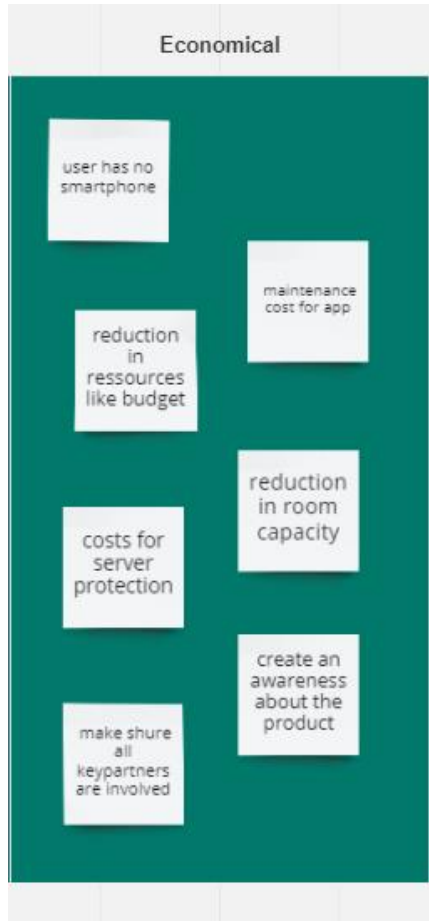 Economical
user has no
smartphone
maintenance
cost for app
reduction
in
ressources
like budget
reduction
in room
capacity
costs for
server
protection
create an
awareness
about the
product
make shure
all
keypartners
are involved